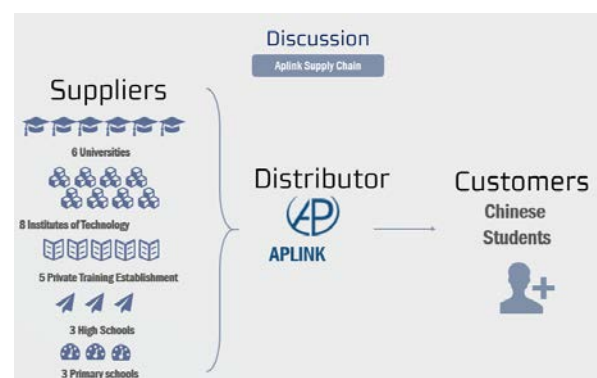 Discussion
Aplink Supply Chain
Suppliers
6 Universities
8 Institutes of Technology
5 Private Training Establishment
3 High Schools
3 Primary schools
Distributor
AP
APLINK
Customers
Chinese
Students